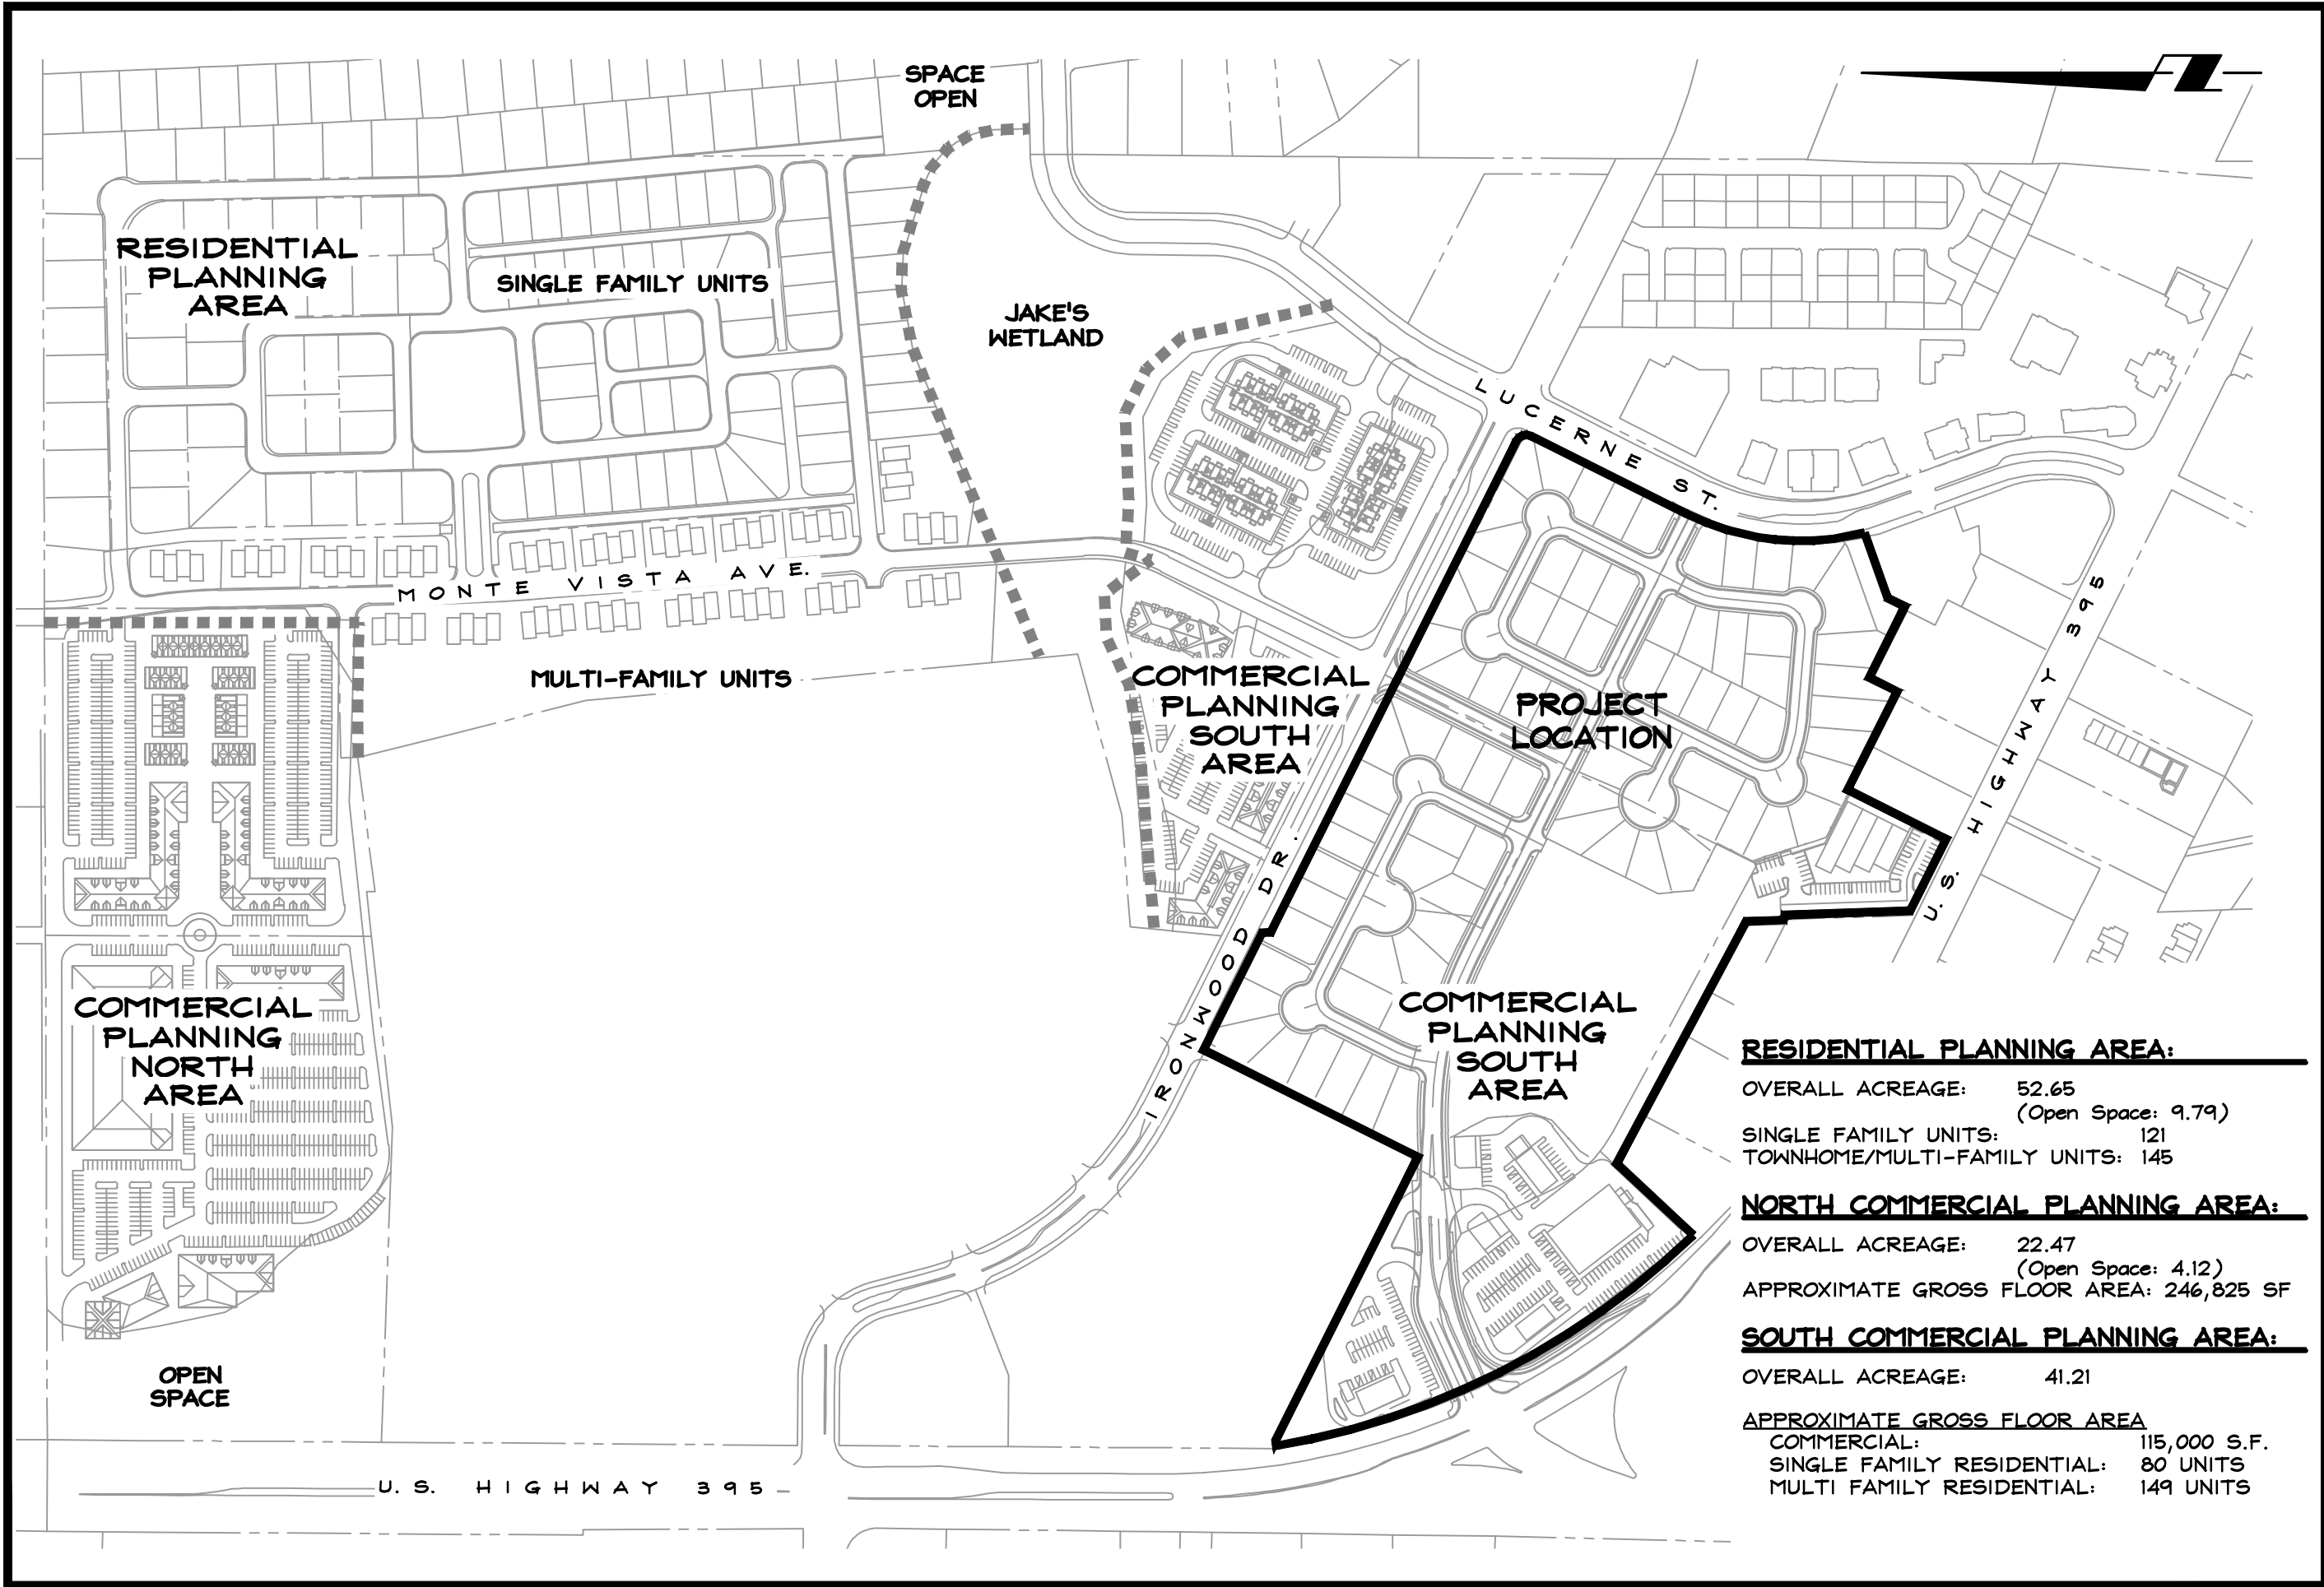 SPACE
OPEN
RESIDENTIAL
PLANNING
AREA
SINGLE FAMILY UNITS
JAKE'S
WETLAND
LUCERNE ST.
MONTE VISTA AVE.
MULTI-FAMILY UNITS
COMMERCIAL
PLANNING
SOUTH
AREA
PROJECT
LOCATION
U.S. HIGHWAY 395
IRONWOOD DR.
COMMERCIAL
PLANNING
NORTH
AREA
COMMERCIAL
PLANNING
SOUTH
AREA
OPEN
SPACE
U.S. HIGHWAY 395
RESIDENTIAL PLANNING AREA:
OVERALL ACREAGE: 52.65
(Open Space: 9.79)
SINGLE FAMILY UNITS: 121
TOWNHOME/MULTI-FAMILY UNITS: 145
NORTH COMMERCIAL PLANNING AREA:
OVERALL ACREAGE: 22.47
(Open Space: 4.12)
APPROXIMATE GROSS FLOOR AREA: 246,825 SF
SOUTH COMMERCIAL PLANNING AREA:
OVERALL ACREAGE: 41.21
APPROXIMATE GROSS FLOOR AREA
COMMERCIAL: 115,000 S.F.
SINGLE FAMILY RESIDENTIAL: 80 UNITS
MULTI FAMILY RESIDENTIAL: 149 UNITS